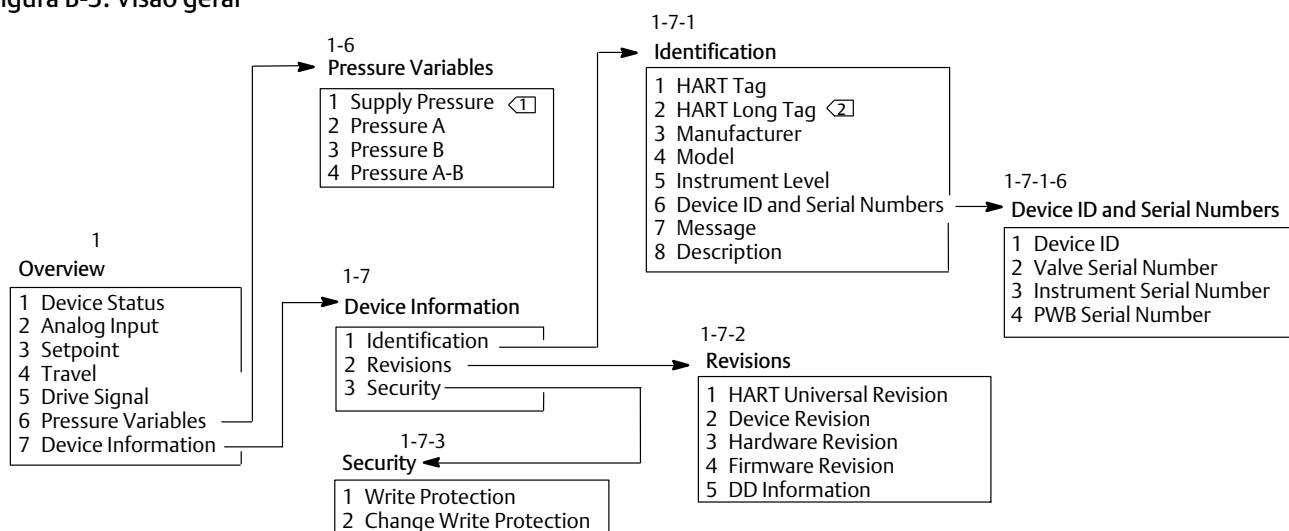 igura B-3. Visão geral
1
Overview
1 Device Status
2 Analog Input
3 Setpoint
4 Travel
5 Drive Signal
6 Pressure Variables
7 Device Information
1-6
Pressure Variables
1 Supply Pressure 1
2 Pressure A
3 Pressure B
4 Pressure A-B
1-7
Device Information
1 Identification
2 Revisions
3 Security
1-7-3
Security
1 Write Protection
2 Change Write Protection
1-7-1
Identification
1 HART Tag
2 HART Long Tag 2
3 Manufacturer
4 Model
5 Instrument Level
6 Device ID and Serial Numbers
7 Message
8 Description
1-7-2
Revisions
1 HART Universal Revision
2 Device Revision
3 Hardware Revision
4 Firmware Revision
5 DD Information
1-7-1-6
Device ID and Serial Numbers
1 Device ID
2 Valve Serial Number
3 Instrument Serial Number
4 PWB Serial Number